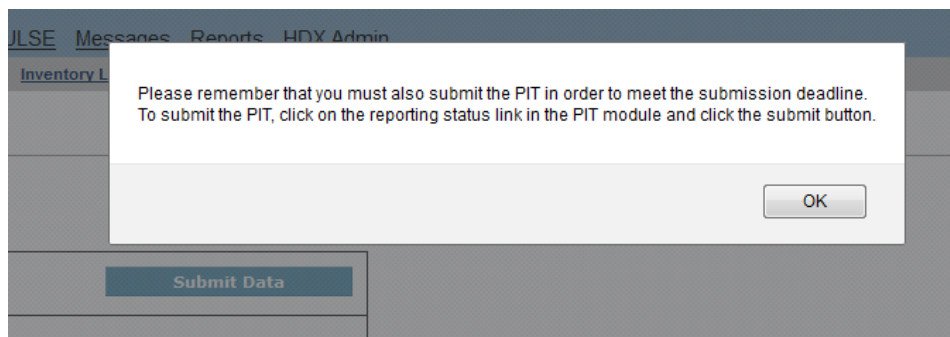 ULSE Messages Reports HDX Admin
Inventory L
Please remember that you must also submit the PIT in order to meet the submission deadline.
To submit the PIT, click on the reporting status link in the PIT module and click the submit button.
OK
Submit Data